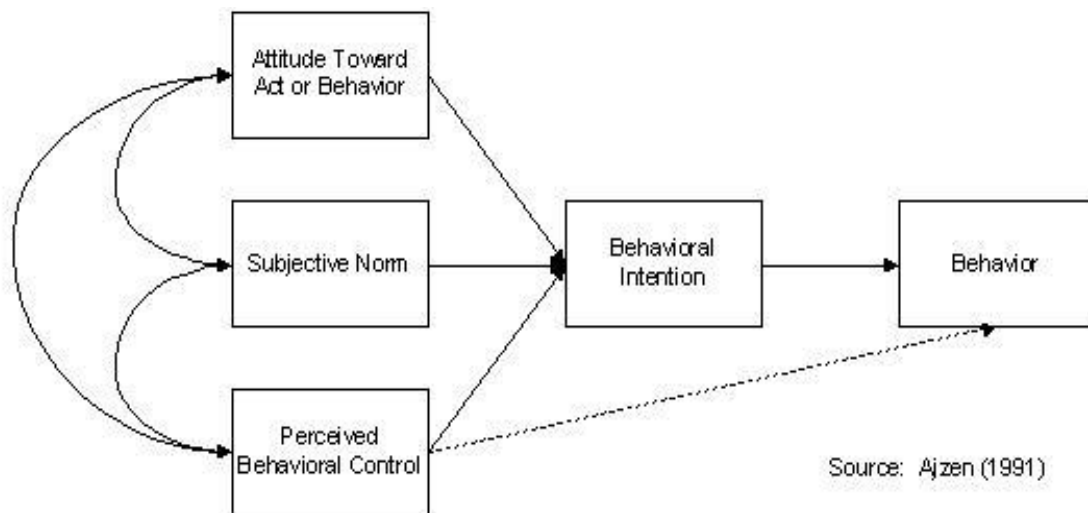 Attitude Toward
Act or Behavior
Subjective Norm
Behavioral
Intention
Behavior
Perceived
Behavioral Control
Source: Ajzen (1991)